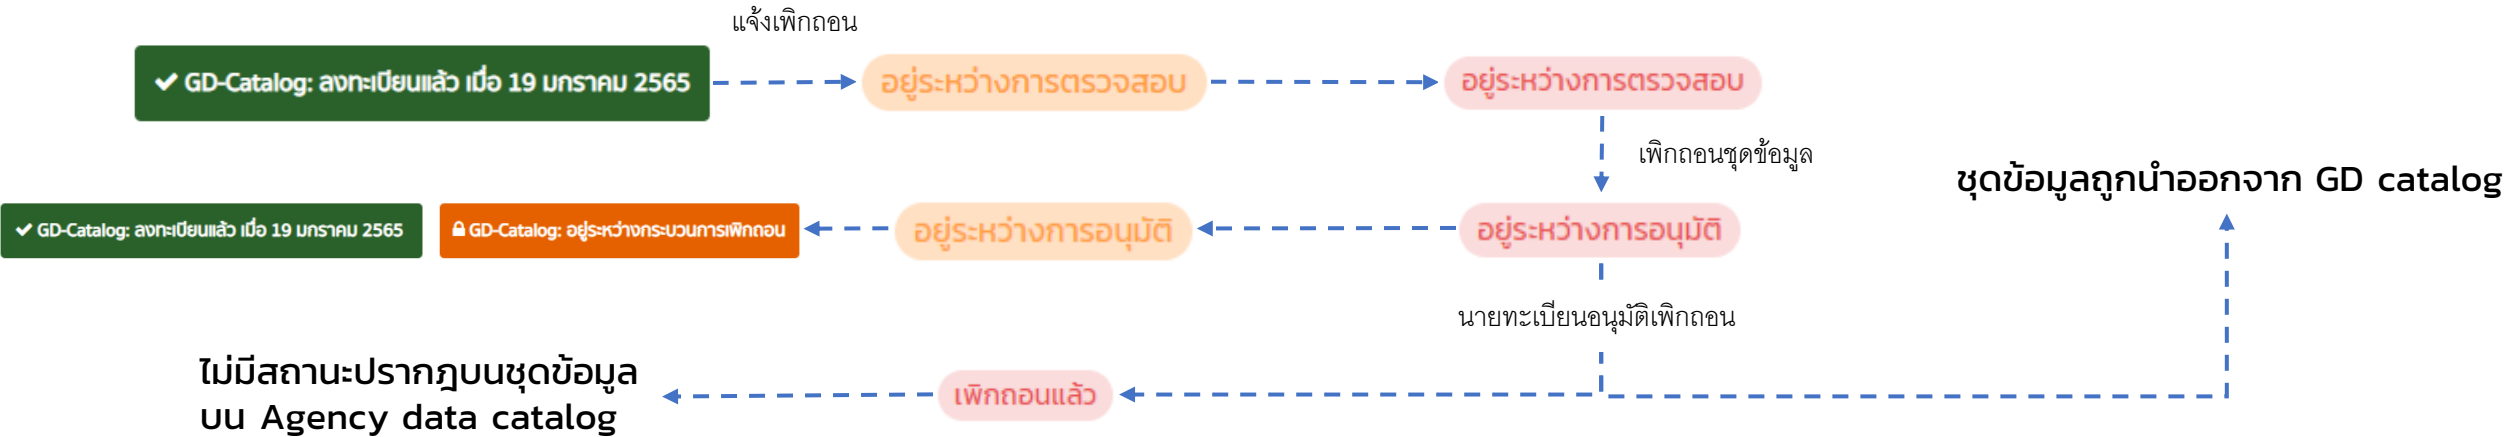 แจ้งเพิกถอน
GD-Catalog: ลงทะเบียนแล้ว เมื่อ 19 มกราคม 2565
อยู่ระหว่างการตรวจสอบ
อยู่ระหว่างการตรวจสอบ
เพิกถอนชุดข้อมูล
ชุดข้อมูลถูกนำออกจาก GD catalog
GD-Catalog: ลงทะเบียนแล้ว เมื่อ 19 มกราคม 2565
GD-Catalog: อยู่ระหว่างกระบวนการเพิกถอน
อยู่ระหว่างการอนุมัติ
อยู่ระหว่างการอนุมัติ
นายทะเบียนอนุมัติเพิกถอน
ไม่มีสถานะปรากฎบนชุดข้อมูล
บน Agency data catalog
เพิกถอนแล้ว